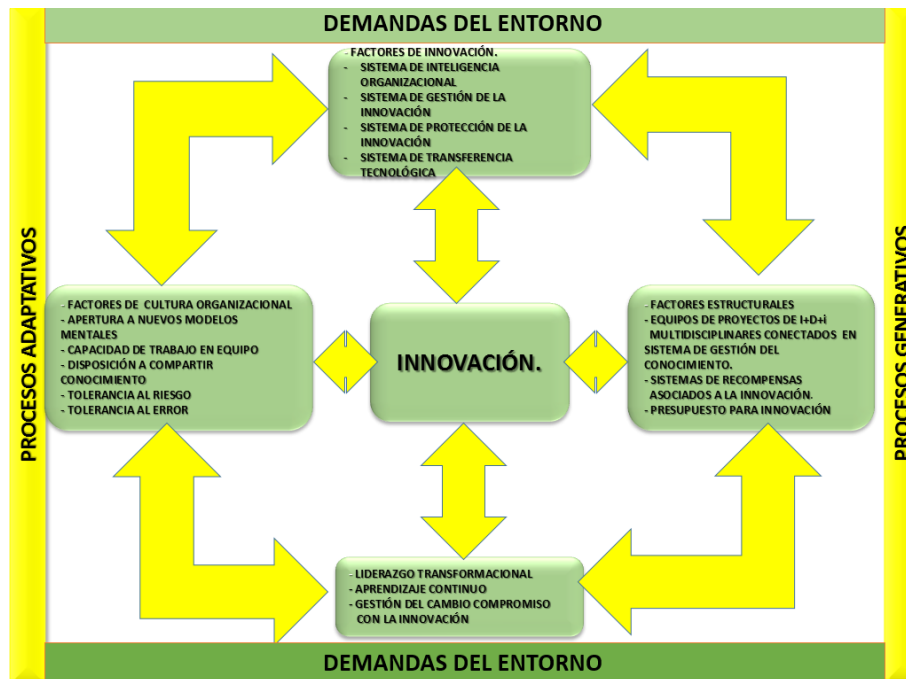 DEMANDAS DEL ENTORNO
- FACTORES DE INNOVACIÓN.
- SISTEMA DE INTELIGENCIA
ORGANIZACIONAL
- SISTEMA DE GESTIÓN DE LA
INNOVACIÓN
- SISTEMA DE PROTECCIÓN DE LA
INNOVACIÓN
- SISTEMA DE TRANSFERENCIA
TECNOLÓGICA
PROCESOS ADAPTATIVOS
- FACTORES DE CULTURA ORGANIZACIONAL
- APERTURA A NUEVOS MODELOS
MENTALES
- CAPACIDAD DE TRABAJO EN EQUIPO
- DISPOSICIÓN A COMPARTIR
CONOCIMIENTO
- TOLERANCIA AL RIESGO
- TOLERANCIA AL ERROR
INNOVACIÓN.
- FACTORES ESTRUCTURALES
- EQUIPOS DE PROYECTOS DE I+D+i
MULTIDISCIPLINARES CONECTADOS EN
SISTEMA DE GESTIÓN DEL
CONOCIMIENTO.
- SISTEMAS DE RECOMPENSAS
ASOCIADOS A LA INNOVACIÓN.
- PRESUPUESTO PARA INNOVACIÓN
PROCESOS GENERATIVOS
- LIDERAZGO TRANSFORMACIONAL
- APRENDIZAJE CONTINUO
- GESTIÓN DEL CAMBIO COMPROMISO
CON LA INNOVACIÓN
DEMANDAS DEL ENTORNO